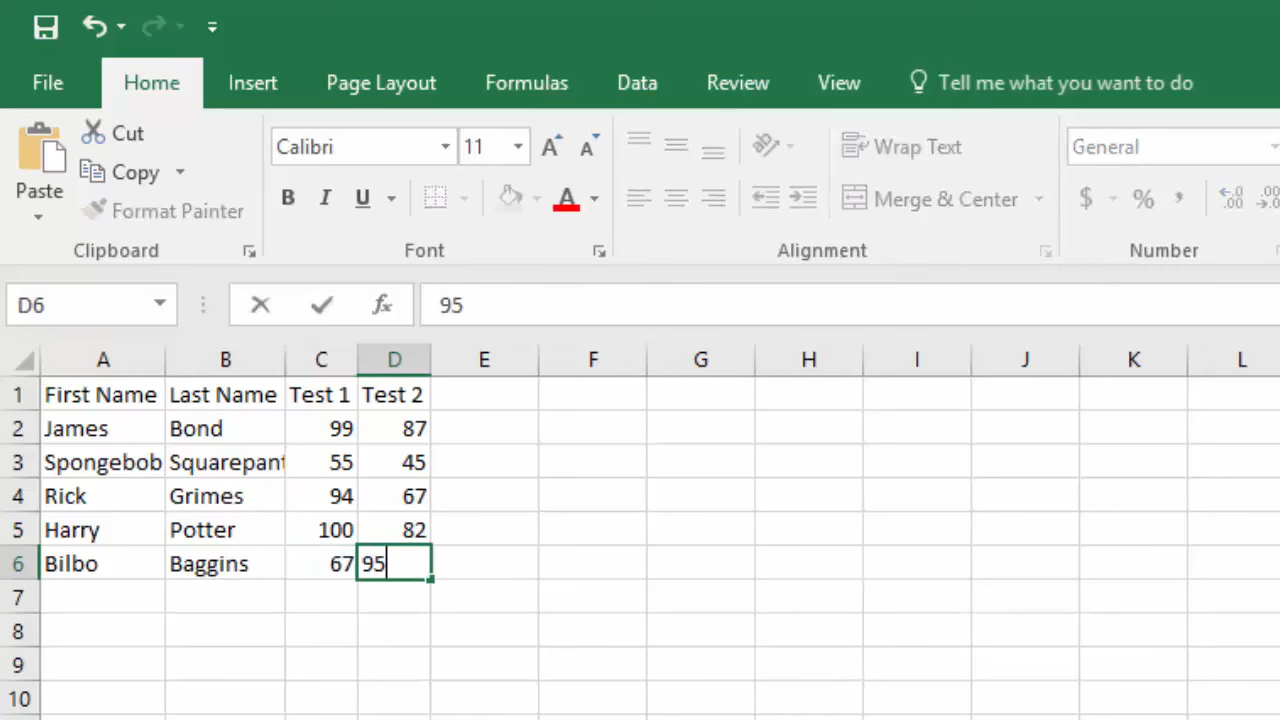 File Home Insert Page Layout Formulas Data Review View Tell me what you want to do
Paste Cut Copy Format Painter Clipboard
Calibri 11 A A B I U A Font
Wrap Text Merge & Center Alignment
General $ % , .00 Number
D6 fx 95
A B C D E F G H I J K L
1 First Name Last Name Test 1 Test 2
2 James Bond 99 87
3 Spongebob Squarepant 55 45
4 Rick Grimes 94 67
5 Harry Potter 100 82
6 Bilbo Baggins 67 95
7
8
9
10